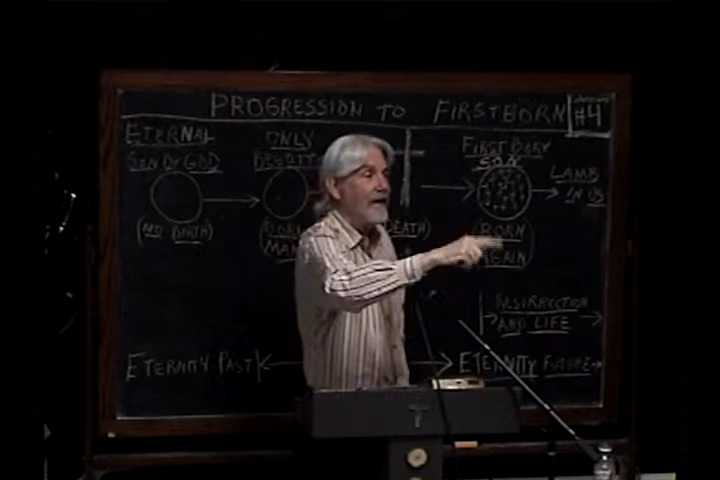 PROGRESSION TO FIRSTBORN #4
ETERNAL
SON OF GOD
(NO BIRTH)
ONLY
FIRST BORN
SON
LAMB
IN US
(BORN
AGAIN)
DEATH)
RESURRECTION
AND LIFE
ETERNITY PAST
ETERNITY FUTURE